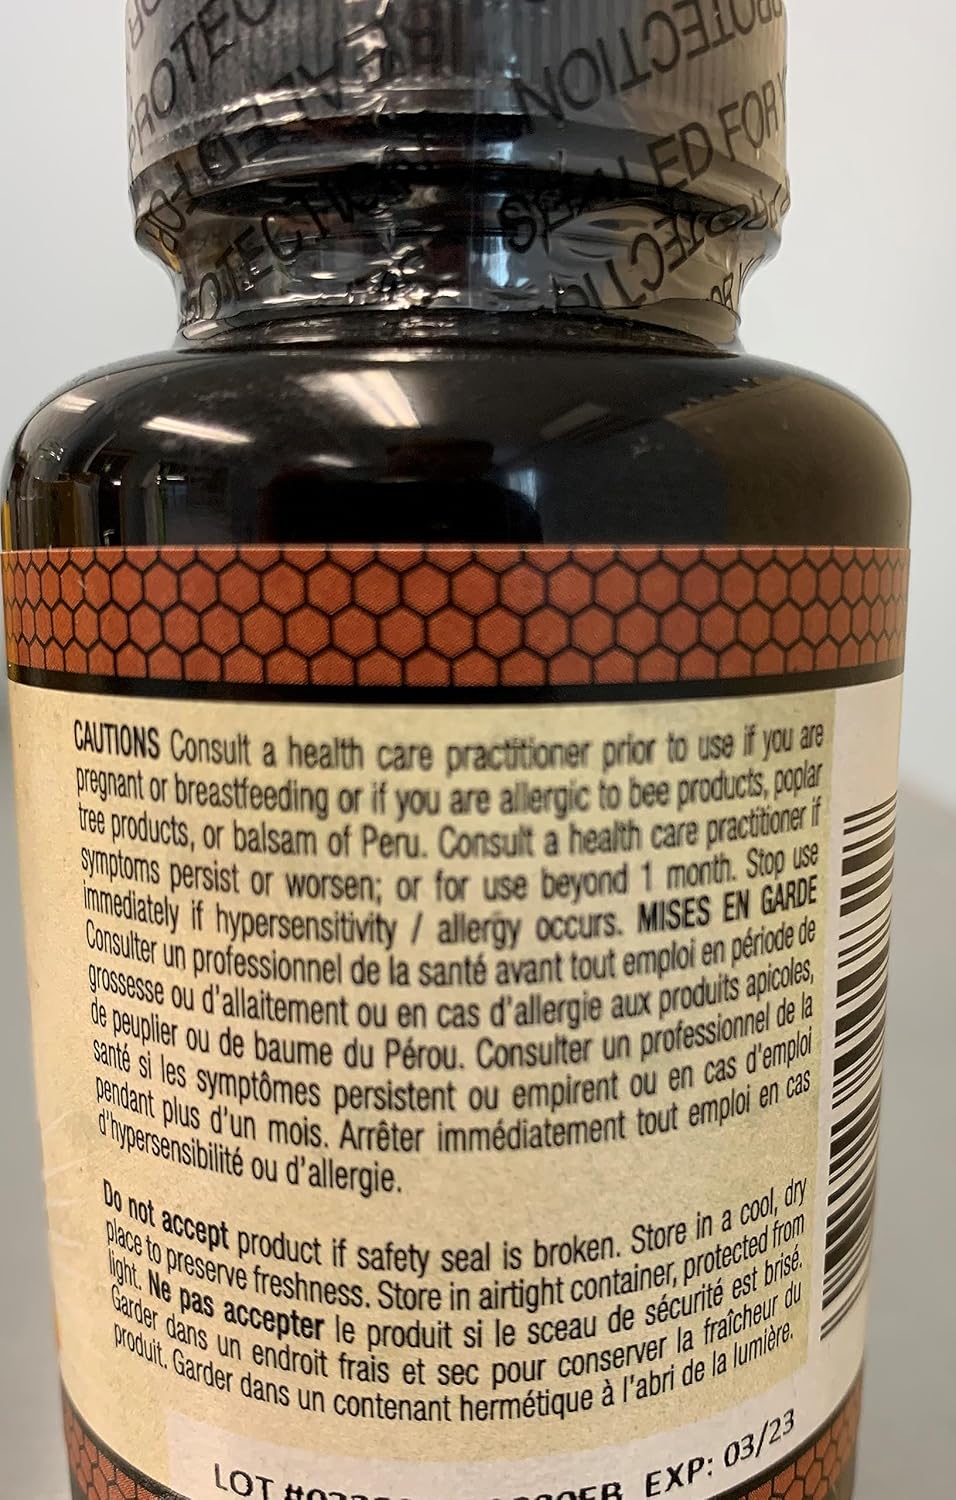 PROTEC
PROTECTION
SEALED FOR Y
PROTECTION
CAUTIONS Consult a health care practitioner prior to use if you are
pregnant or breastfeeding or if you are allergic to bee products, poplar
tree products, or balsam of Peru. Consult a health care practitioner if
symptoms persist or worsen; or for use beyond 1 month. Stop use
immediately if hypersensitivity / allergy occurs. MISES EN GARDE
Consulter un professionnel de la santé avant tout emploi en période de
grossesse ou d'allaitement ou en cas d'allergie aux produits apicoles,
de peuplier ou de baume du Pérou. Consulter un professionnel de la
santé si les symptômes persistent ou empirent ou en cas d'emploi
pendant plus d'un mois. Arrêter immédiatement tout emploi en cas
d'hypersensibilité ou d'allergie.
Do not accept product if safety seal is broken. Store in a cool, dry
place to preserve freshness. Store in airtight container, protected from
light. Ne pas accepter le produit si le sceau de sécurité est brisé.
Garder dans un endroit frais et sec pour conserver la fraîcheur du
produit. Garder dans un contenant hermétique à l'abri de la lumière.
LOT EXP: 03/23